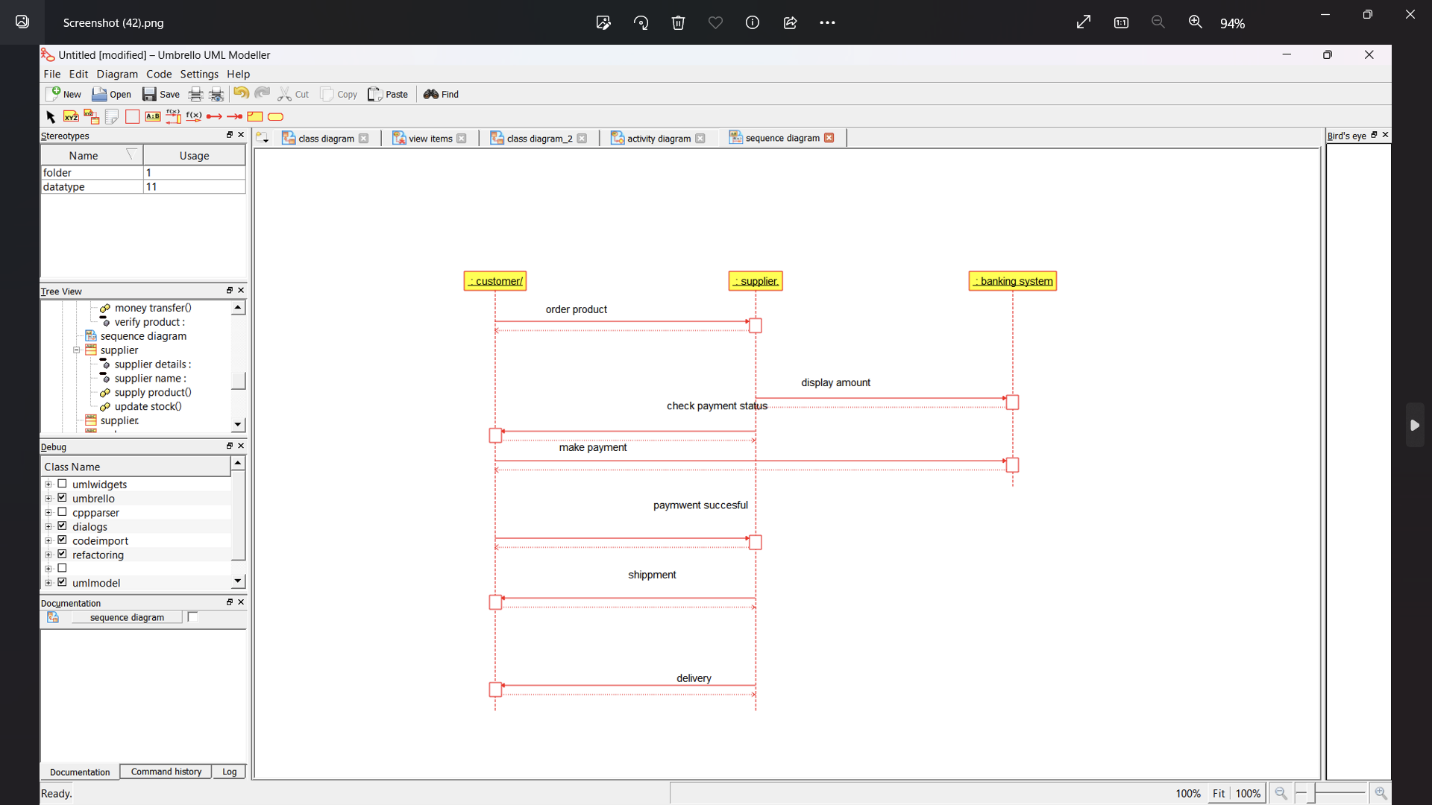 Screenshot (42).png
94%
Untitled [modified] – Umbrello UML Modeller
File Edit Diagram Code Settings Help
New Open Save Cut Copy Paste Find
Stereotypes
Name Usage
folder 1
datatype 11
Tree View
money transfer()
verify product :
sequence diagram
supplier
supplier details :
supplier name :
supply product()
update stock()
supplier.
Debug
Class Name
umlwidgets
umbrello
cppparser
dialogs
codeimport
refactoring
umlmodel
Documentation
sequence diagram
Documentation Command history Log
Ready.
class diagram view items class diagram_2 activity diagram sequence diagram
Bird's eye
: customer/ : supplier. : banking system
order product
display amount
check payment status
make payment
paymwent succesful
shippment
delivery
100% Fit 100%